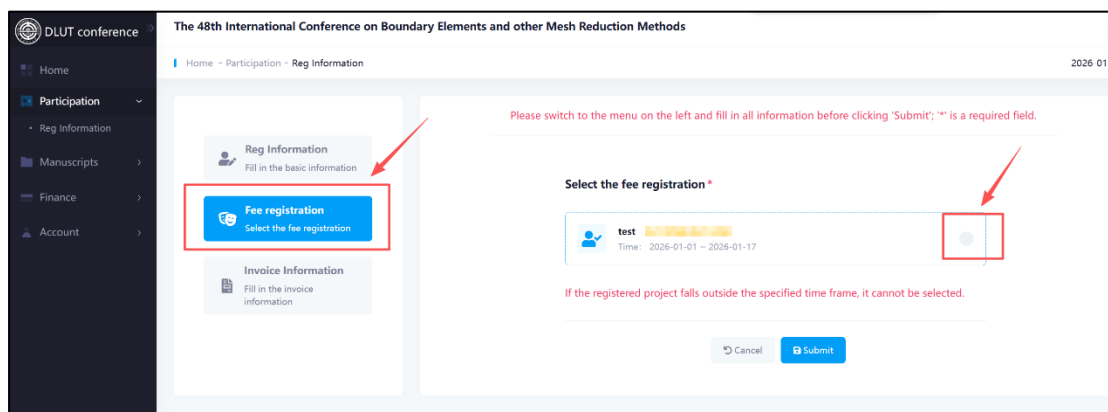 DLUT conference
Home
Participation
Reg Information
Manuscripts
Finance
Account
The 48th International Conference on Boundary Elements and other Mesh Reduction Methods
Home - Participation - Reg Information
2026-01
Reg Information
Fill in the basic information
Fee registration
Select the fee registration
Invoice Information
Fill in the invoice
information
Please switch to the menu on the left and fill in all information before clicking 'Submit'; '*' is a required field.
Select the fee registration *
test
Time: 2026-01-01 ~ 2026-01-17
If the registered project falls outside the specified time frame, it cannot be selected.
Cancel
Submit